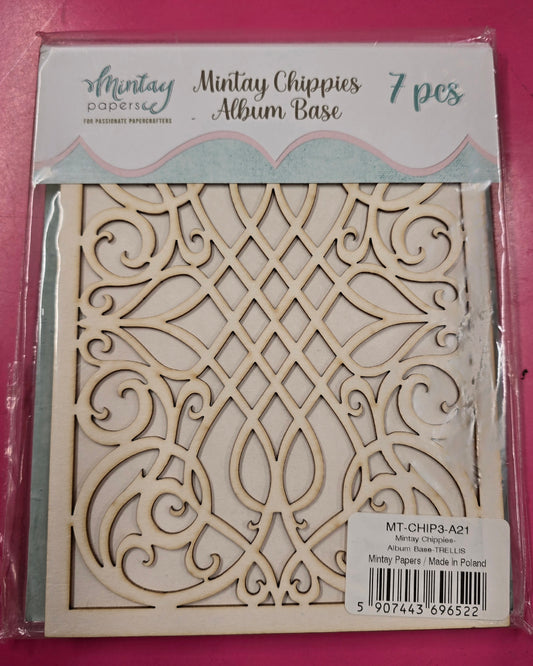 Mintay
papers
FOR PASSIONATE PAPERCRAFTERS
Mintay Chippies
Album Base
7 pcs
MT-CHIP3-A21
Mintay Chippies-
Album Base-TRELLIS
Mintay Papers / Made in Poland
5 907443 696522